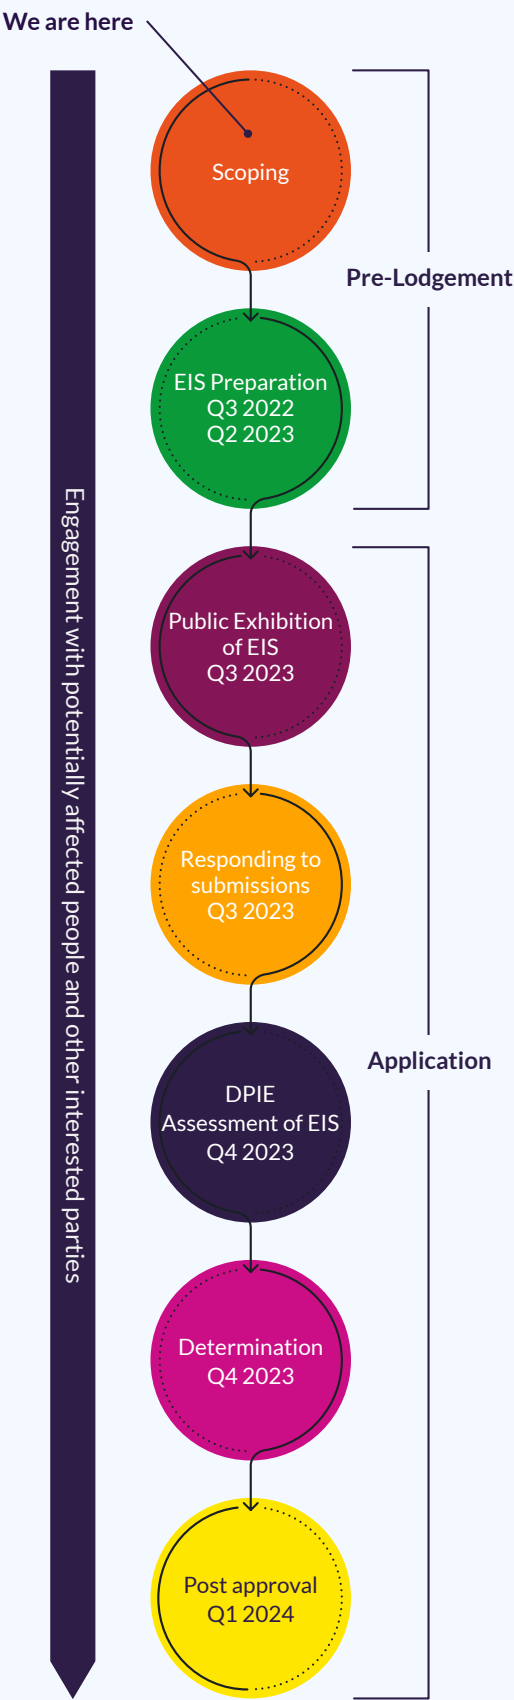 We are here
Scoping
Pre-Lodgement
EIS Preparation
Q3 2022
Q2 2023
Engagement with potentially affected people and other interested parties
Public Exhibition
of EIS
Q3 2023
Responding to
submissions
Q3 2023
Application
DPIE
Assessment of EIS
Q4 2023
Determination
Q4 2023
Post approval
Q1 2024